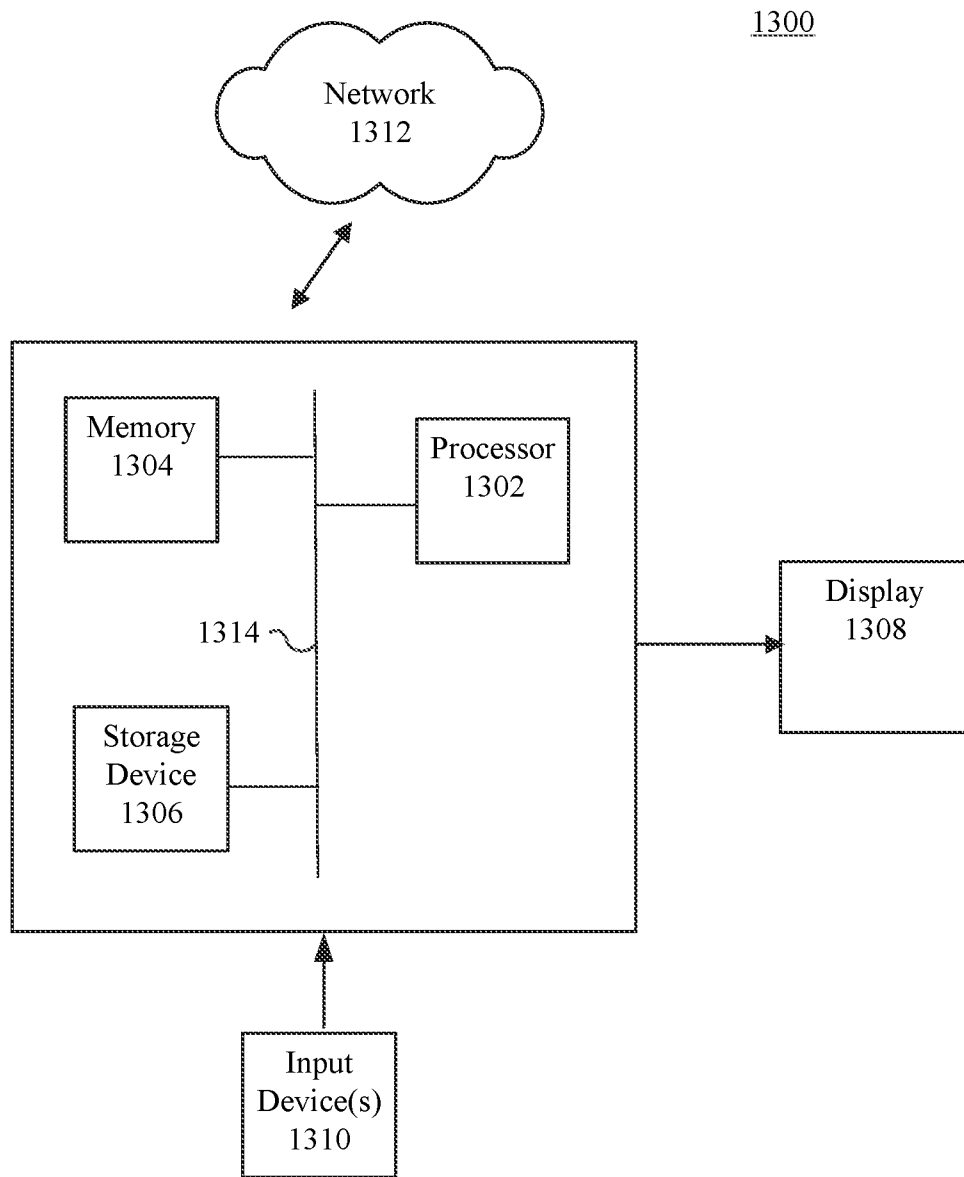 1300
Network
1312
Memory
1304
Processor
1302
1314
Display
1308
Storage
Device
1306
Input
Device(s)
1310